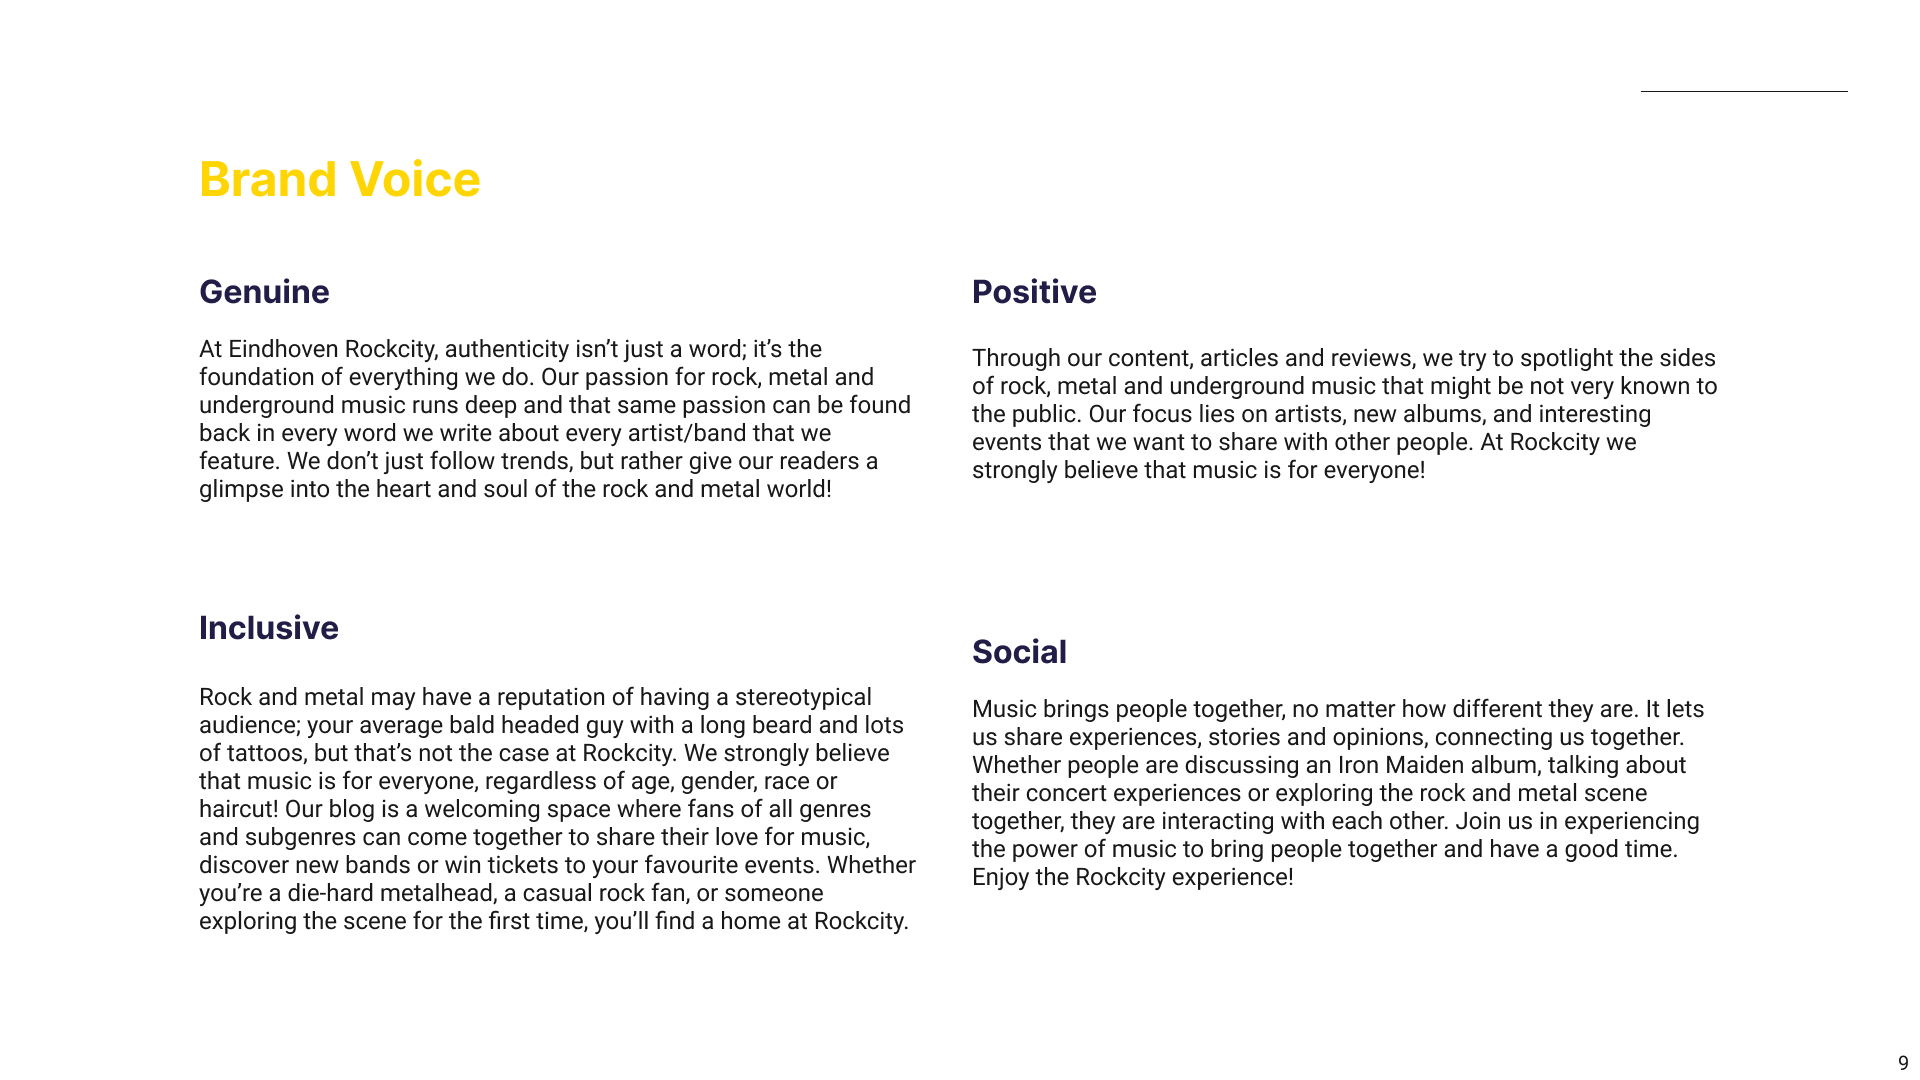 Brand Voice
Genuine
At Eindhoven Rockcity, authenticity isn’t just a word; it’s the
foundation of everything we do. Our passion for rock, metal and
underground music runs deep and that same passion can be found
back in every word we write about every artist/band that we
feature. We don’t just follow trends, but rather give our readers a
glimpse into the heart and soul of the rock and metal world!
Positive
Through our content, articles and reviews, we try to spotlight the sides
of rock, metal and underground music that might be not very known to
the public. Our focus lies on artists, new albums, and interesting
events that we want to share with other people. At Rockcity we
strongly believe that music is for everyone!
Inclusive
Rock and metal may have a reputation of having a stereotypical
audience; your average bald headed guy with a long beard and lots
of tattoos, but that’s not the case at Rockcity. We strongly believe
that music is for everyone, regardless of age, gender, race or
haircut! Our blog is a welcoming space where fans of all genres
and subgenres can come together to share their love for music,
discover new bands or win tickets to your favourite events. Whether
you’re a die-hard metalhead, a casual rock fan, or someone
exploring the scene for the first time, you’ll find a home at Rockcity.
Social
Music brings people together, no matter how different they are. It lets
us share experiences, stories and opinions, connecting us together.
Whether people are discussing an Iron Maiden album, talking about
their concert experiences or exploring the rock and metal scene
together, they are interacting with each other. Join us in experiencing
the power of music to bring people together and have a good time.
Enjoy the Rockcity experience!
9